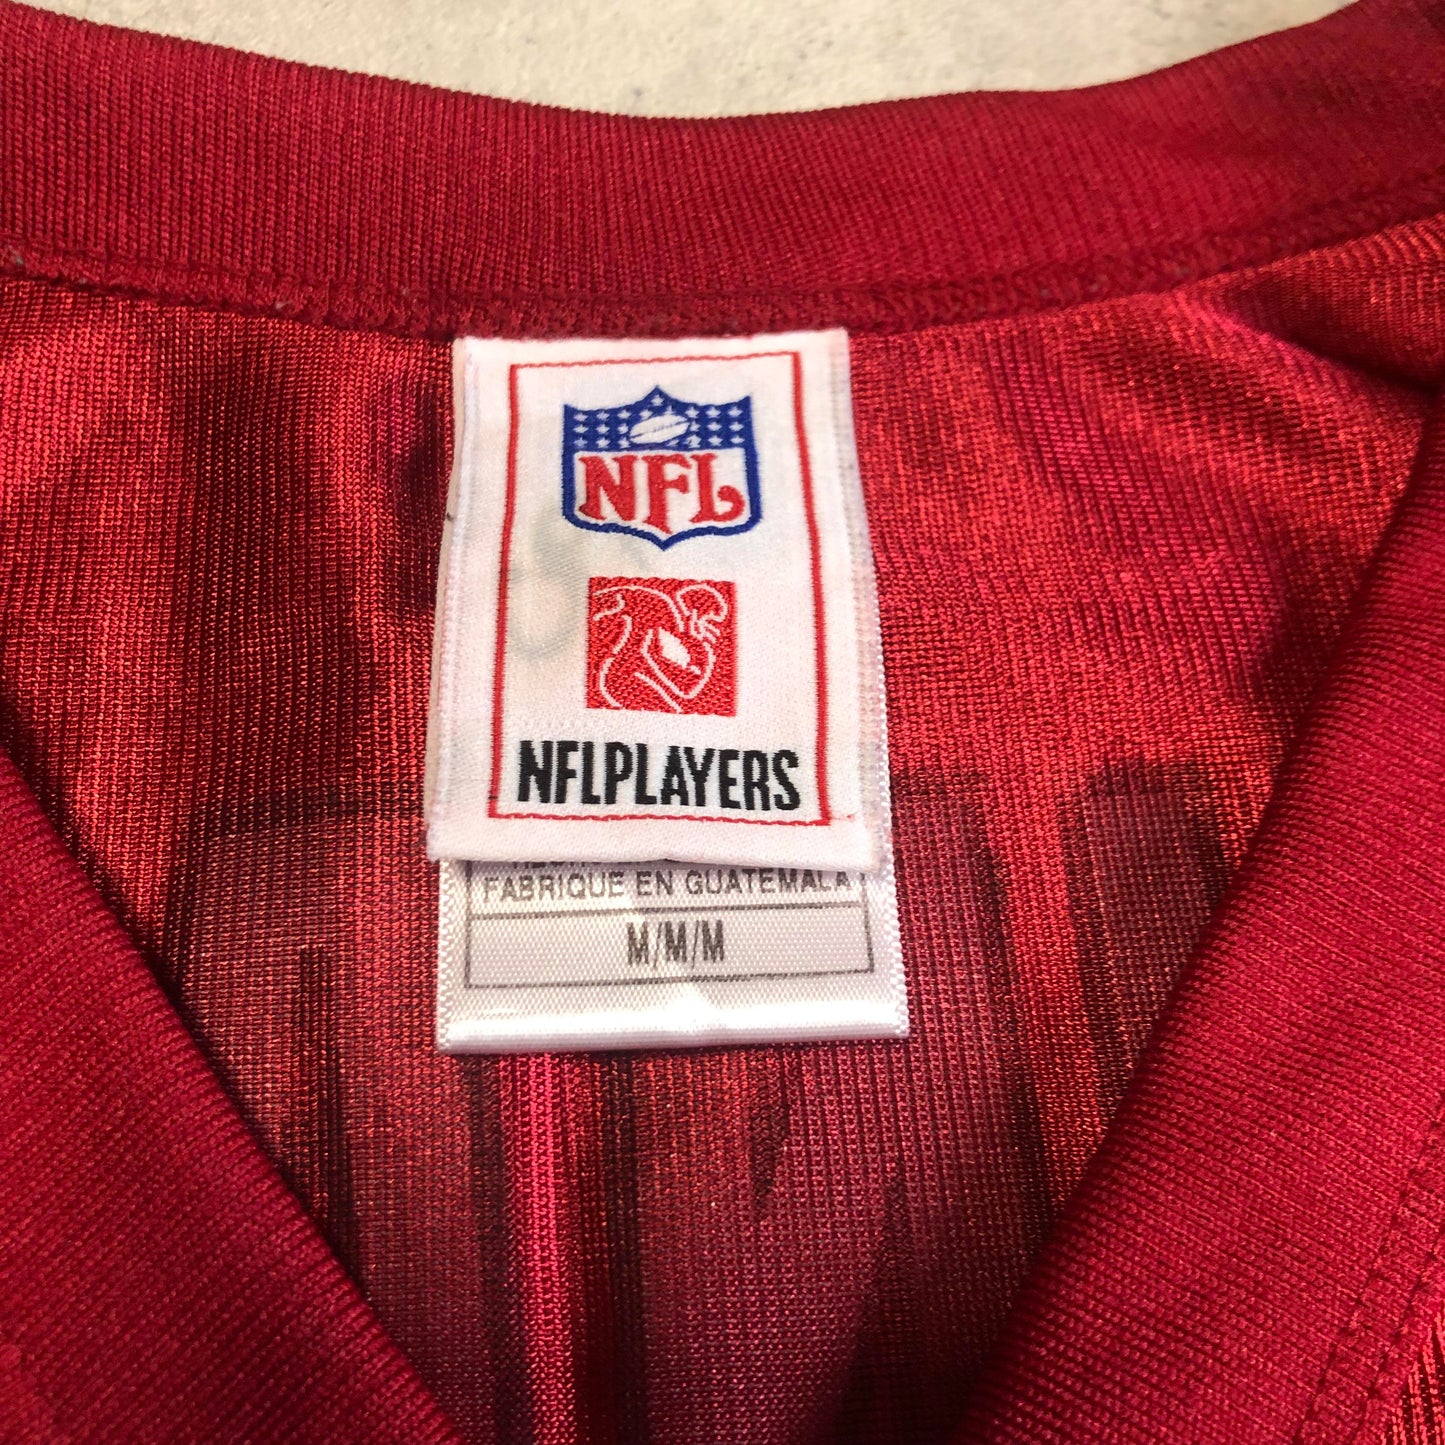 NFL
NFLPLAYERS
FABRIQUE EN GUATEMALA
M/M/M